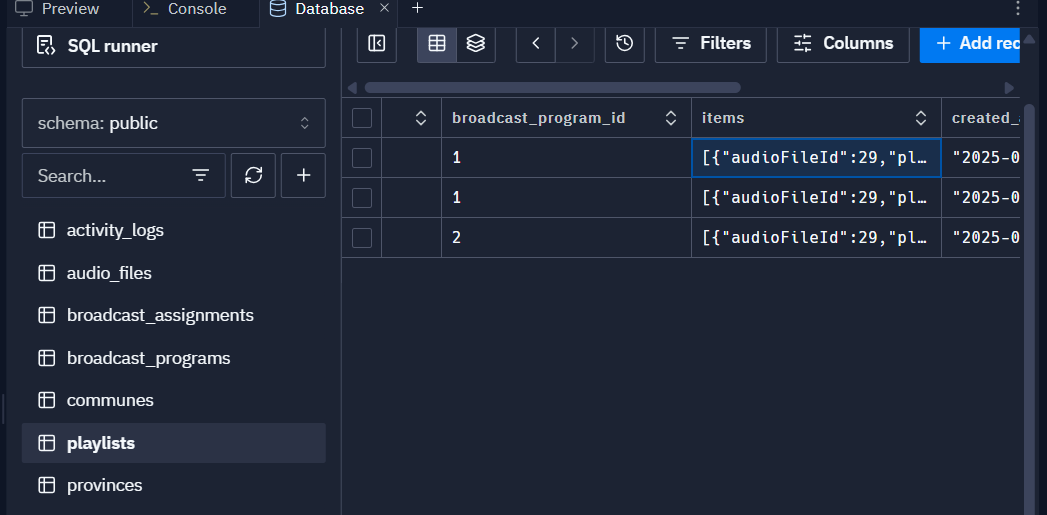 Preview
Console
Database
SQL runner
Filters
Columns
Add rec
schema: public
Search...
broadcast_program_id
items
created_a
1
[{"audioFileId":29,"pl…
"2025-0
1
[{"audioFileId":29,"pl…
"2025-0
2
[{"audioFileId":29,"pl…
"2025-0
activity_logs
audio_files
broadcast_assignments
broadcast_programs
communes
playlists
provinces